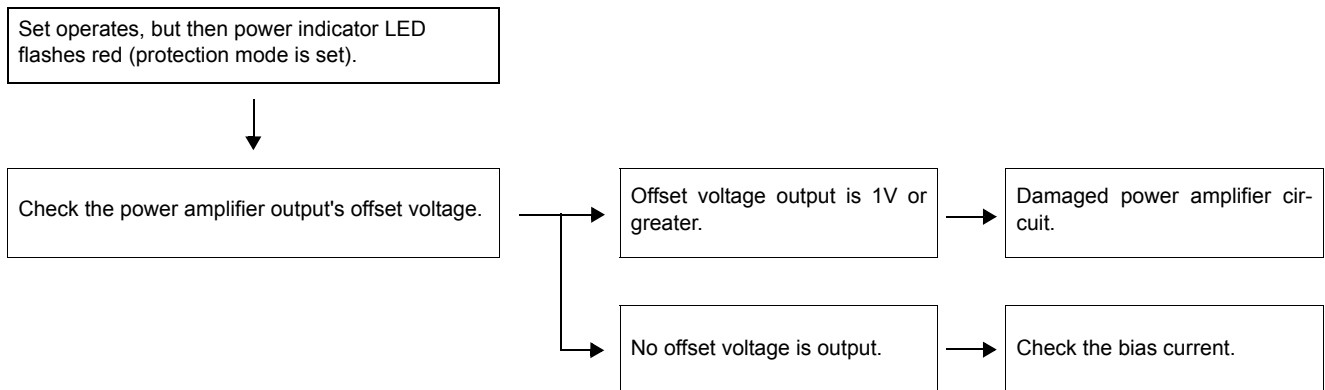 Set operates, but then power indicator LED
flashes red (protection mode is set).
Check the power amplifier output's offset voltage.
Offset voltage output is 1V or
greater.
Damaged power amplifier cir-
cuit.
No offset voltage is output.
Check the bias current.